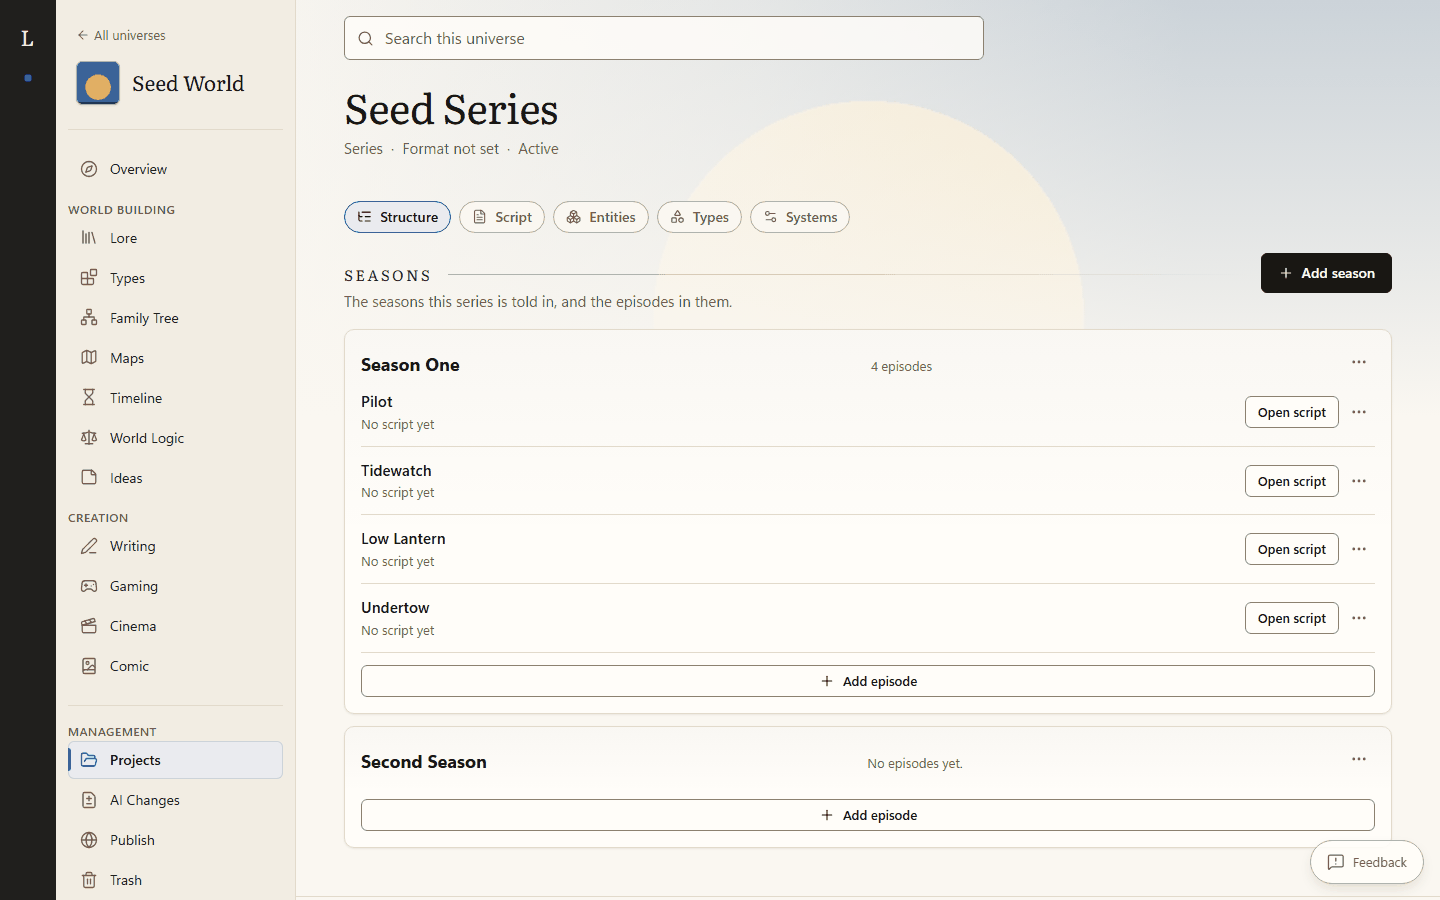 L
All universes
Seed World
Overview
WORLD BUILDING
Lore
Types
Family Tree
Maps
Timeline
World Logic
Ideas
CREATION
Writing
Gaming
Cinema
Comic
MANAGEMENT
Projects
AI Changes
Publish
Trash
Search this universe
Seed Series
Series · Format not set · Active
Structure
Script
Entities
Types
Systems
SEASONS
Add season
The seasons this series is told in, and the episodes in them.
Season One
4 episodes
Pilot
No script yet
Open script
Tidewatch
No script yet
Open script
Low Lantern
No script yet
Open script
Undertow
No script yet
Open script
Add episode
Second Season
No episodes yet.
Add episode
Feedback